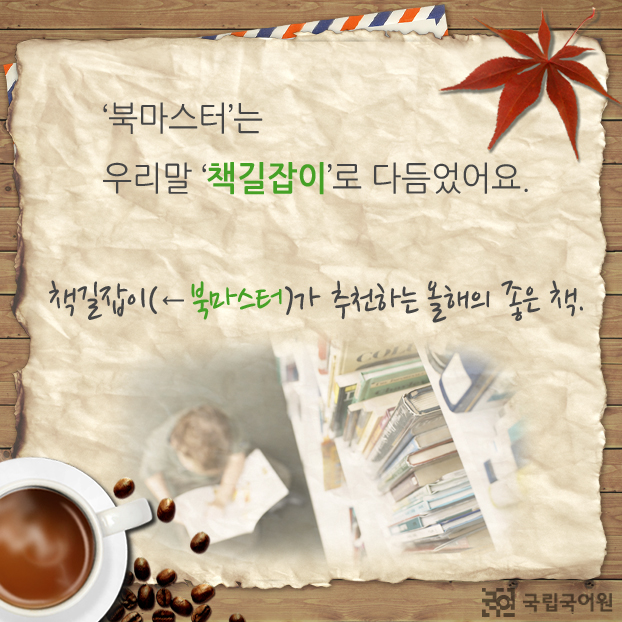 ‘북마스터’는
우리말 ‘책길잡이’로 다듬었어요.
책길잡이(←북마스터)가 추천하는 올해의 좋은 책.
국립국어원